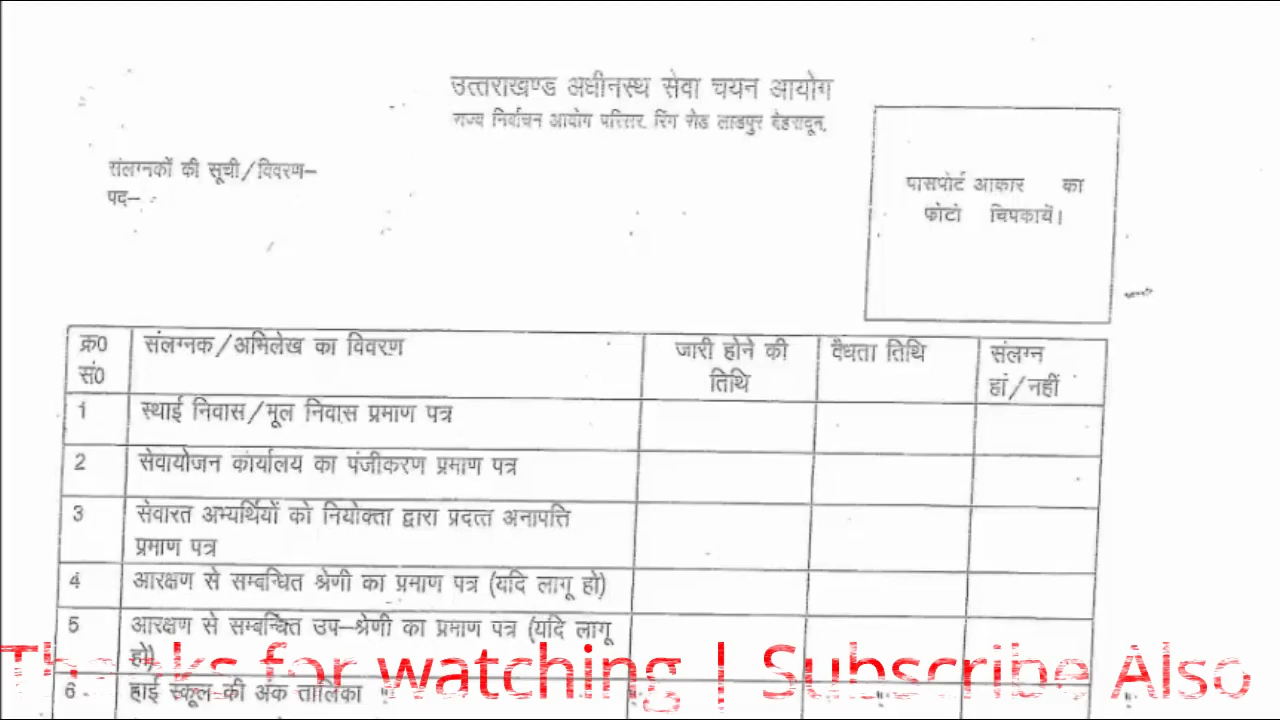 उत्तराखण्ड अधीनस्थ सेवा चयन आयोग
राज्य निर्वाचन आयोग परिसर, रिंग रोड लाडपुर देहरादून,
संलग्नकों की सूची/विवरण–
पद–
पासपोर्ट आकार का
फोटो चिपकायें।
क्र0 संलग्नक/अभिलेख का विवरण जारी होने की वैधता तिथि संलग्न
सं0 तिथि हां/नहीं
1 स्थाई निवास/मूल निवास प्रमाण पत्र
2 सेवायोजन कार्यालय का पंजीकरण प्रमाण पत्र
3 सेवारत अभ्यर्थियों को नियोक्ता द्वारा प्रदत्त अनापत्ति
प्रमाण पत्र
4 आरक्षण से सम्बन्धित श्रेणी का प्रमाण पत्र (यदि लागू हो)
5 आरक्षण से सम्बन्धित उप–श्रेणी का प्रमाण पत्र (यदि लागू
हो)
Thanks for watching | Subscribe Also
6. हाई स्कूल की अंक तालिका